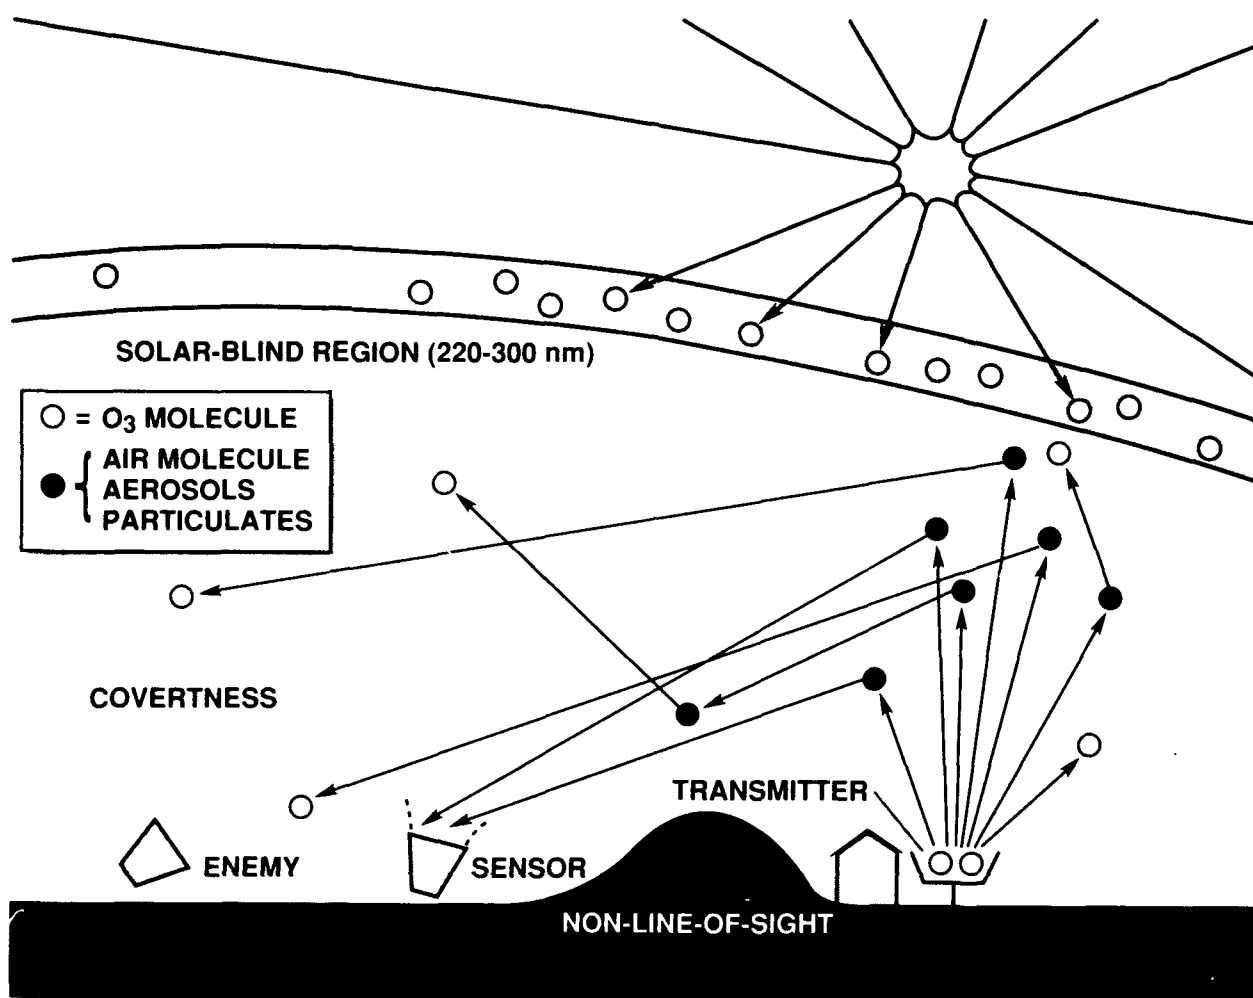 SOLAR-BLIND REGION (220-300 nm)
= O₃ MOLECULE
AIR MOLECULE
AEROSOLS
PARTICULATES
COVERTNESS
TRANSMITTER
ENEMY
SENSOR
NON-LINE-OF-SIGHT